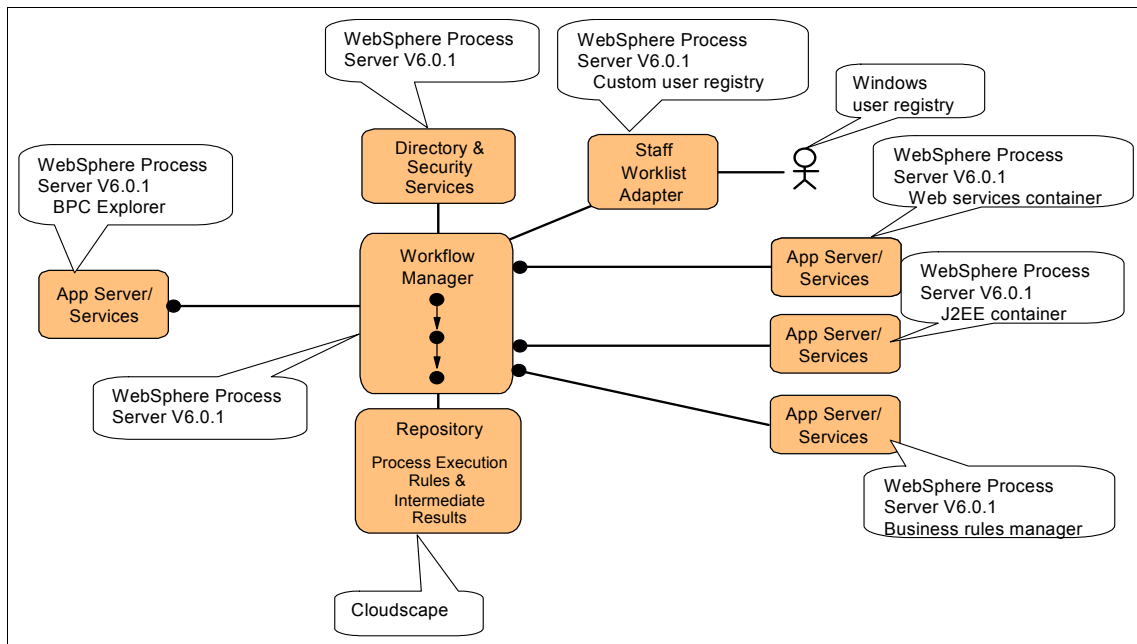 WebSphere Process
Server V6.0.1
WebSphere Process
Server V6.0.1
Custom user registry
Windows
user registry
WebSphere Process
Server V6.0.1
BPC Explorer
Directory &
Security
Services
Staff
Worklist
Adapter
WebSphere Process
Server V6.0.1
Web services container
App Server/
Services
Workflow
Manager
App Server/
Services
WebSphere Process
Server V6.0.1
J2EE container
App Server/
Services
WebSphere Process
Server V6.0.1
App Server/
Services
Repository
Process Execution
Rules &
Intermediate
Results
WebSphere Process
Server V6.0.1
Business rules manager
Cloudscape